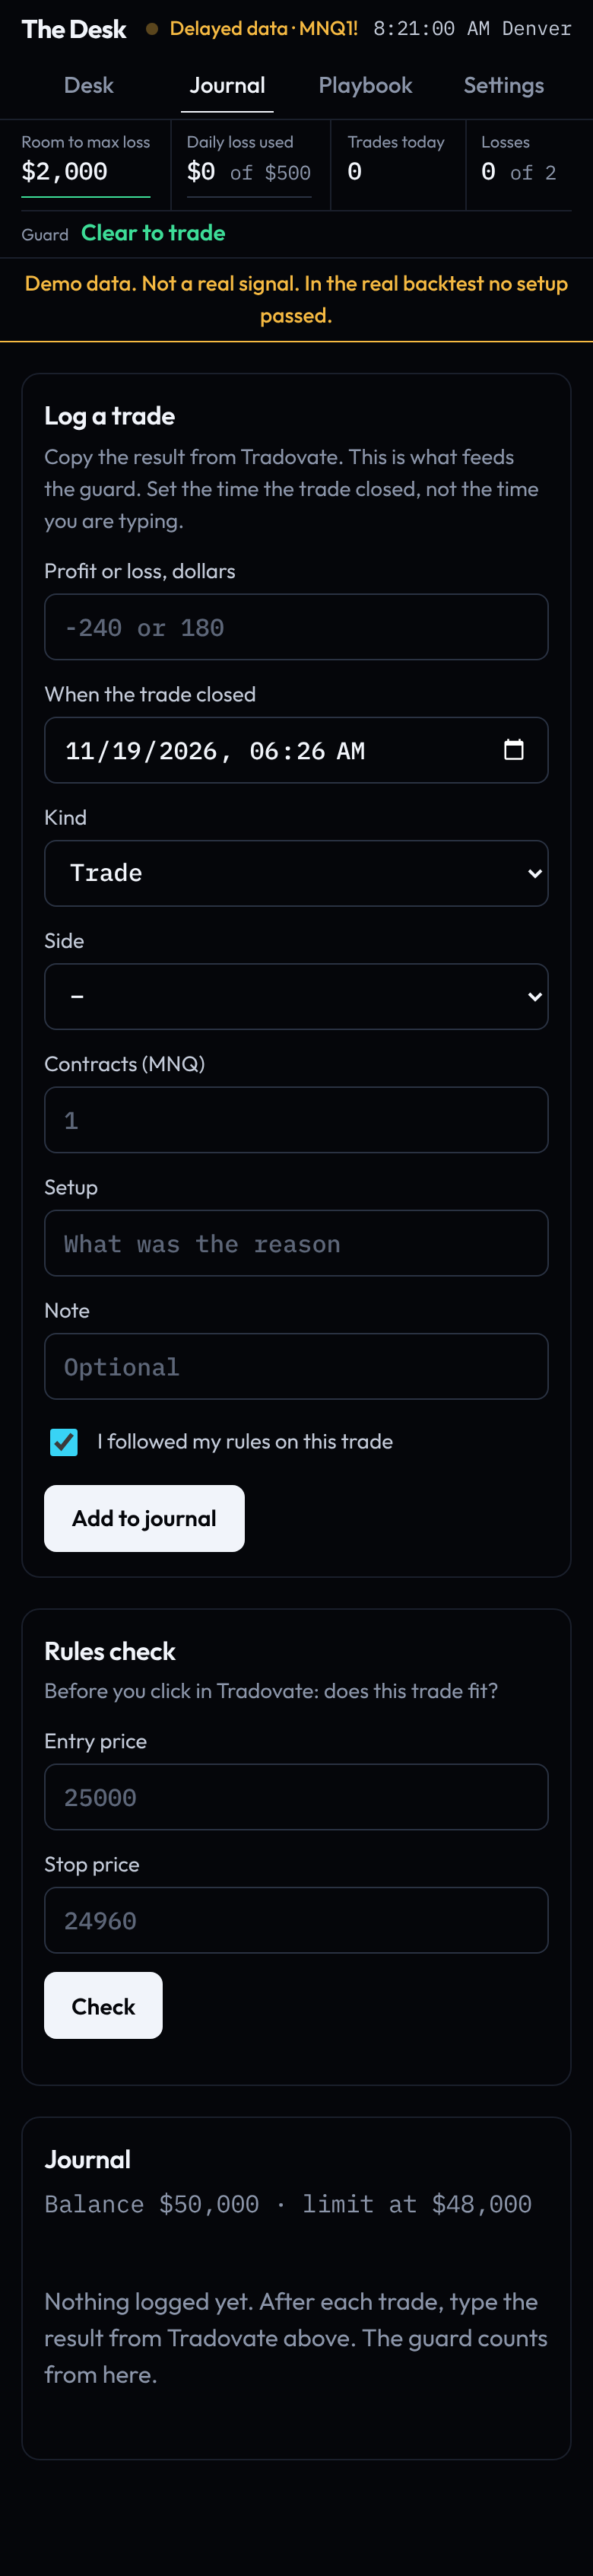 The Desk
Delayed data · MNQ1!
8:21:00 AM Denver
Desk
Journal
Playbook
Settings
Room to max loss
$2,000
Daily loss used
$0 of $500
Trades today
0
Losses
0 of 2
Guard Clear to trade
Demo data. Not a real signal. In the real backtest no setup
passed.
Log a trade
Copy the result from Tradovate. This is what feeds
the guard. Set the time the trade closed, not the time
you are typing.
Profit or loss, dollars
-240 or 180
When the trade closed
11/19/2026, 06:26 AM
Kind
Trade
Side
–
Contracts (MNQ)
1
Setup
What was the reason
Note
Optional
I followed my rules on this trade
Add to journal
Rules check
Before you click in Tradovate: does this trade fit?
Entry price
25000
Stop price
24960
Check
Journal
Balance $50,000 · limit at $48,000
Nothing logged yet. After each trade, type the
result from Tradovate above. The guard counts
from here.